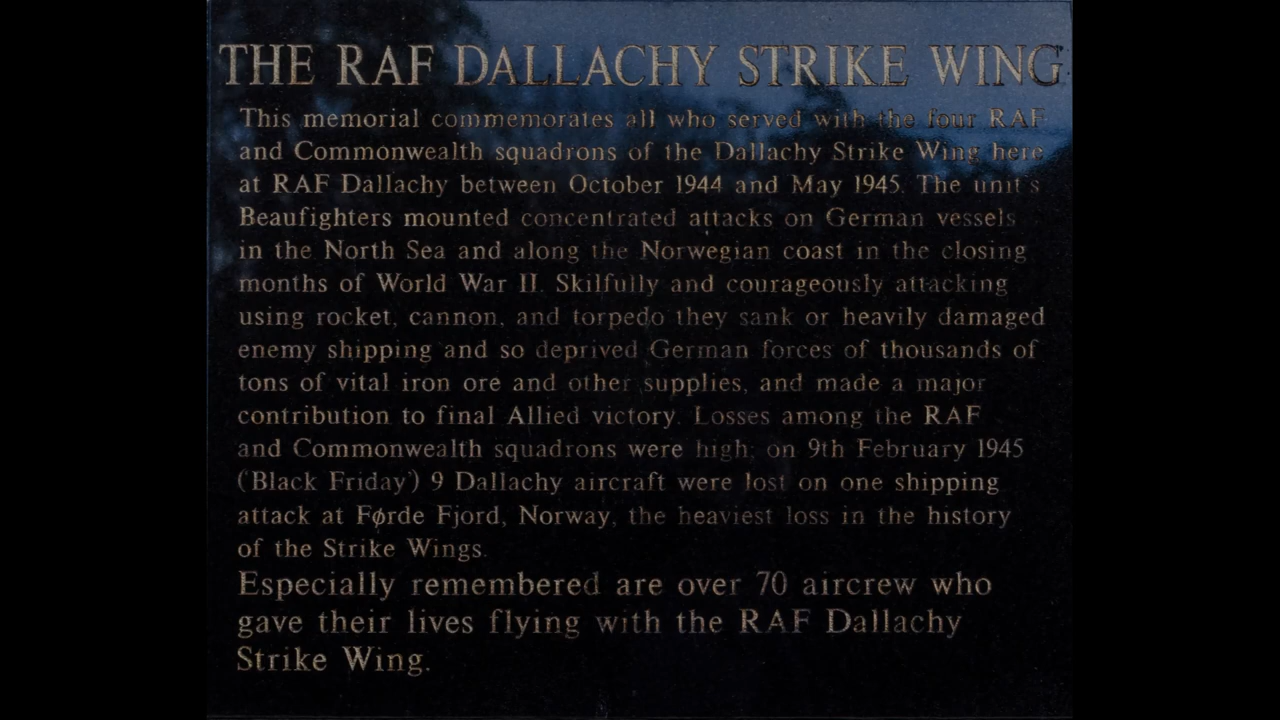 THE RAF DALLACHY STRIKE WING
This memorial commemorates all who served with the four RAF
and Commonwealth squadrons of the Dallachy Strike Wing here
at RAF Dallachy between October 1944 and May 1945. The unit's
Beaufighters mounted concentrated attacks on German vessels
in the North Sea and along the Norwegian coast in the closing
months of World War II. Skilfully and courageously attacking
using rocket, cannon, and torpedo they sank or heavily damaged
enemy shipping and so deprived German forces of thousands of
tons of vital iron ore and other supplies, and made a major
contribution to final Allied victory. Losses among the RAF
and Commonwealth squadrons were high; on 9th February 1945
('Black Friday') 9 Dallachy aircraft were lost on one shipping
attack at Førde Fjord, Norway, the heaviest loss in the history
of the Strike Wings.
Especially remembered are over 70 aircrew who
gave their lives flying with the RAF Dallachy
Strike Wing.